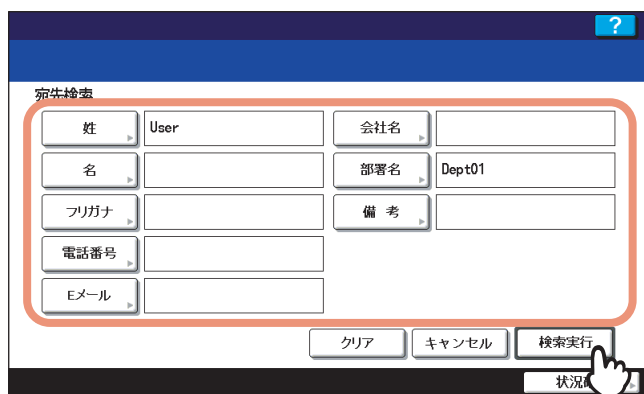 ?
宛先検索
姓 User 会社名
名 部署名 Dept01
フリガナ 備 考
電話番号
Eメール
クリア キャンセル 検索実行
状況